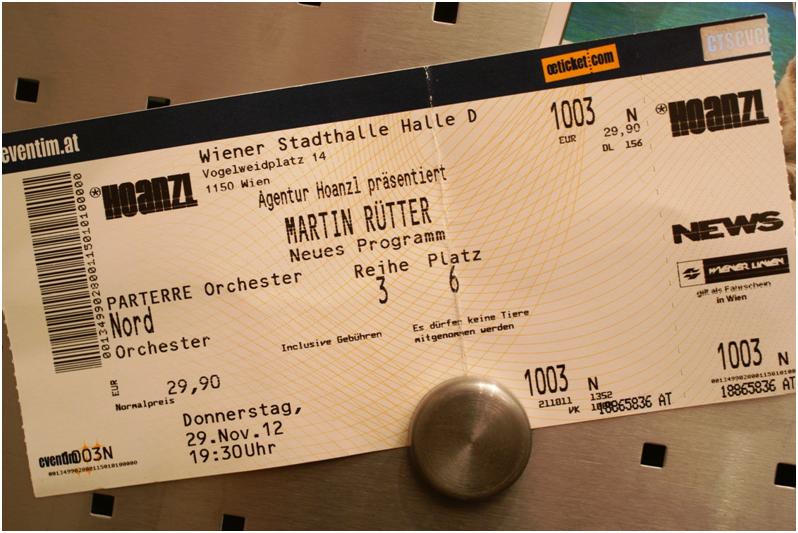 eventim.at
œticket.com
CTS
Wiener Stadthalle Halle D
Vogelweidplatz 14
1150 Wien
1003 N
EUR 29,90
DL 156
HOANZL
HOANZL
Agentur Hoanzl präsentiert
MARTIN RÜTTER
Neues Programm
PARTERRE Orchester
Reihe Platz
Nord
3 6
Orchester
Inclusive Gebühren
Es dürfen keine Tiere
mitgenommen werden
EUR 29,90
Normalpreis
Donnerstag,
29.Nov.12
19:30Uhr
NEWS
WIENER LINIEN
gilt als Fahrschein
in Wien
1003 N
211011 1352
VK
18865836 AT
1003 N
18865836 AT
eventim
003N